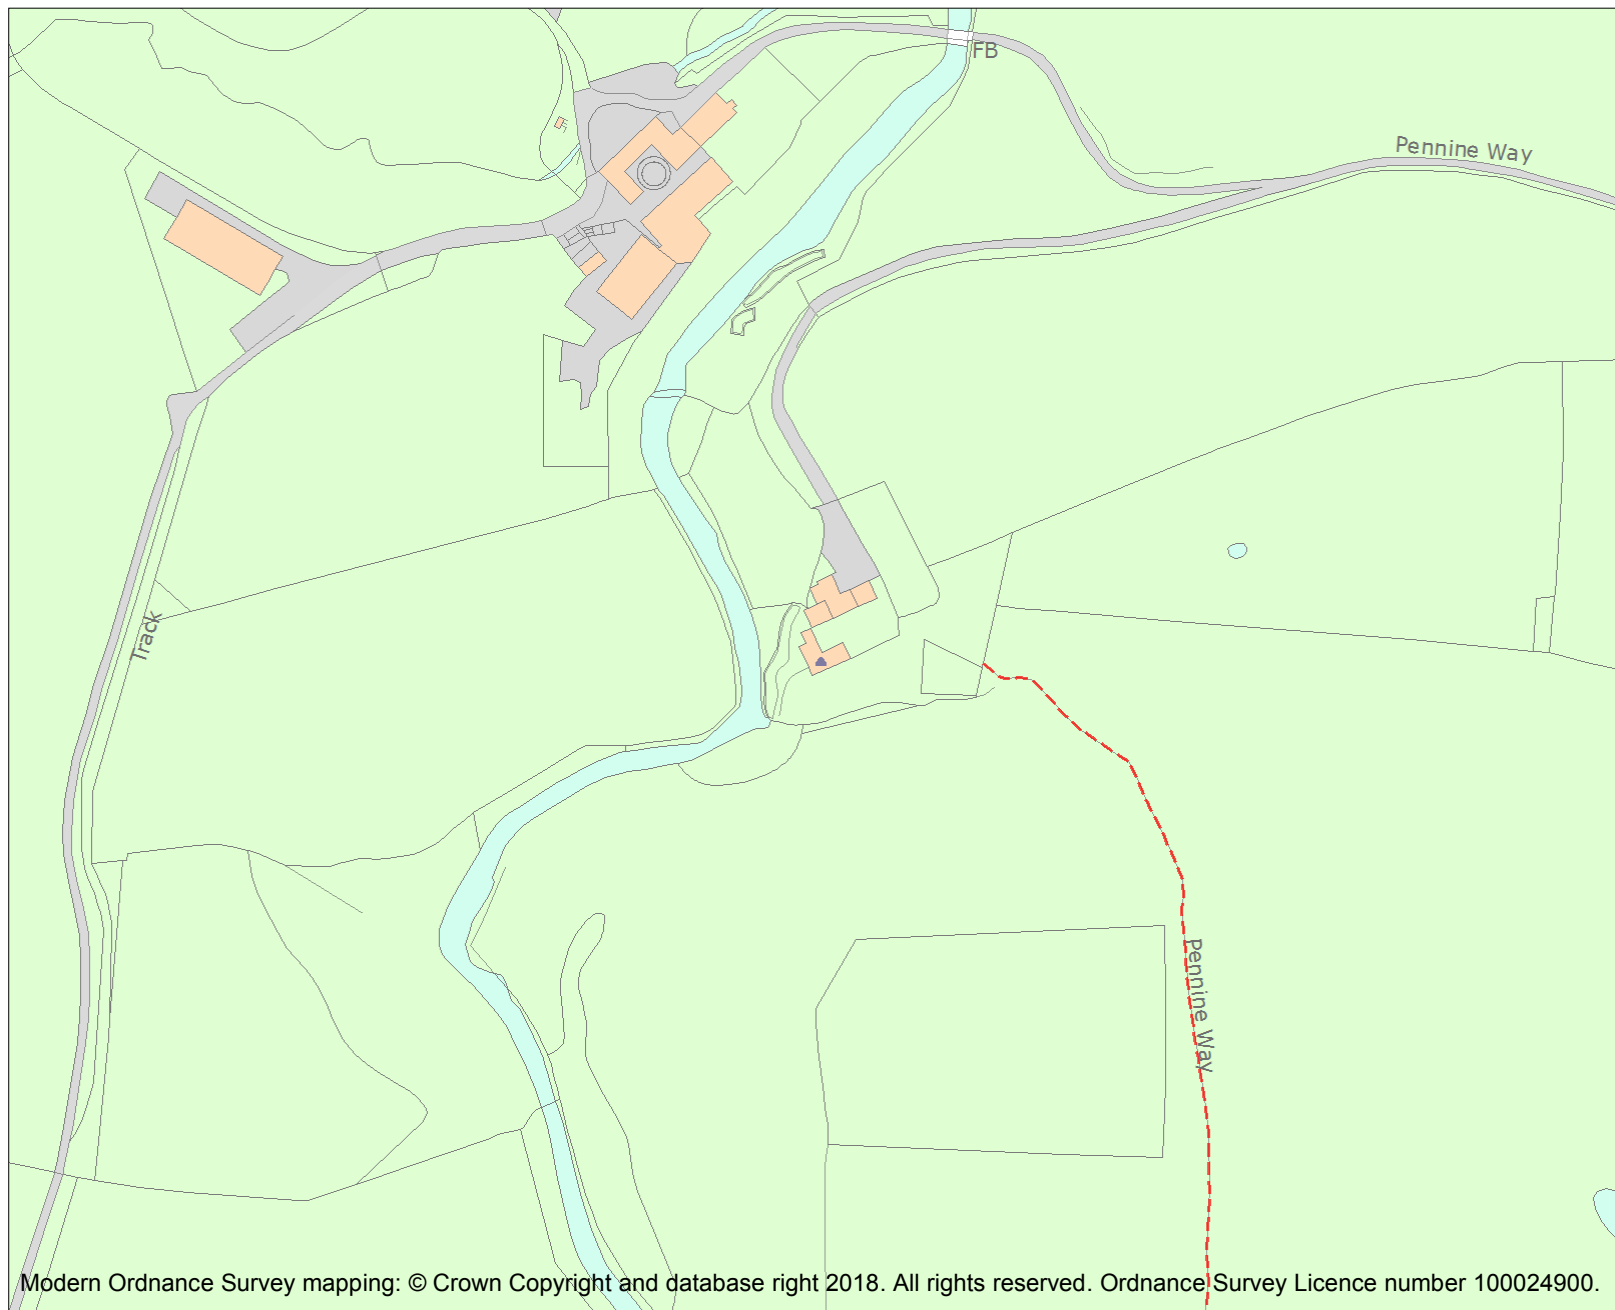 FB
Pennine Way
Track
Pennine Way
Modern Ordnance Survey mapping: © Crown Copyright and database right 2018. All rights reserved. Ordnance Survey Licence number 100024900.